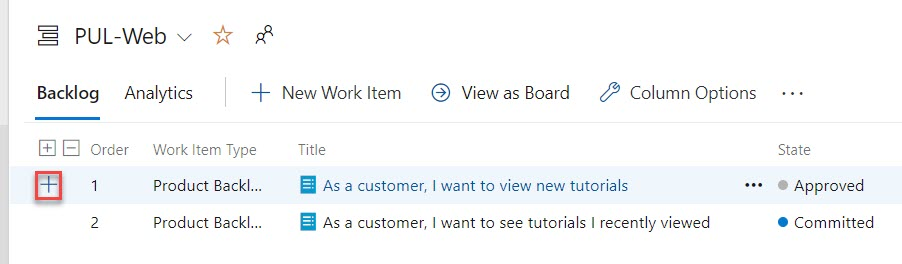 PUL-Web
Backlog Analytics New Work Item View as Board Column Options ...
Order Work Item Type Title State
1 Product Backl... As a customer, I want to view new tutorials ... Approved
2 Product Backl... As a customer, I want to see tutorials I recently viewed Committed